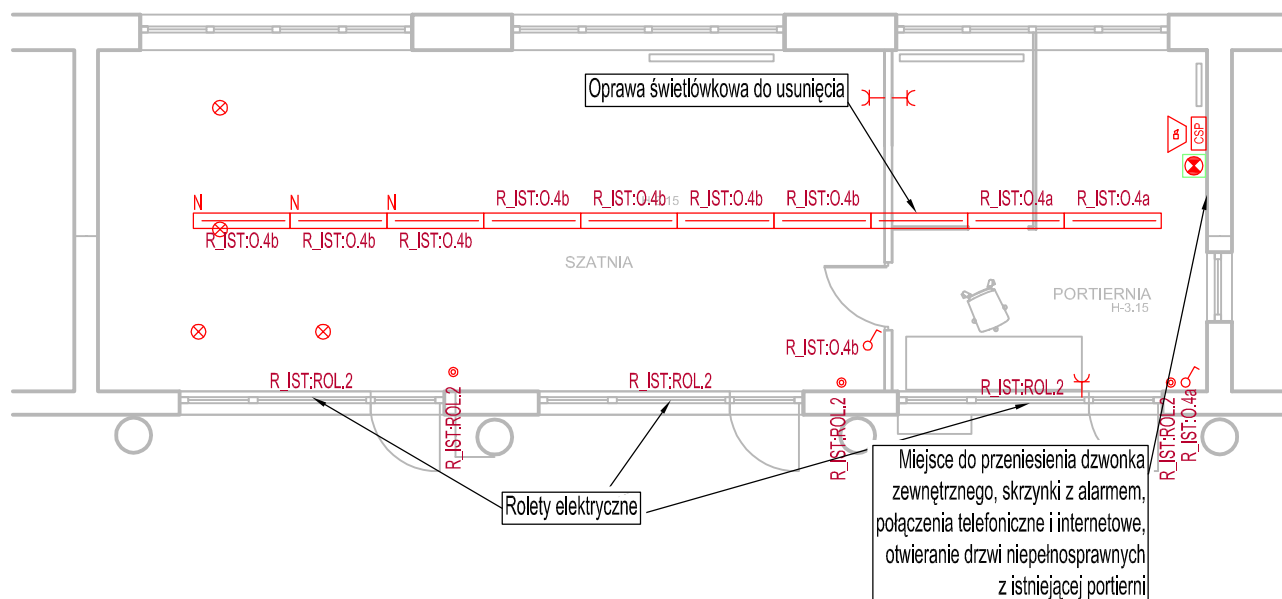 Oprawa świetlówkowa do usunięcia
CSP
N N N R_IST:O.4b R_IST:O.4b R_IST:O.4b R_IST:O.4b R_IST:O.4a R_IST:O.4a
R_IST:O.4b R_IST:O.4b R_IST:O.4b
SZATNIA
PORTIERNIA
H-3.15
R_IST:O.4b
R_IST:ROL.2 R_IST:ROL.2 R_IST:ROL.2
R_IST:ROL.2
R_IST:ROL.2
R_IST:ROL.2
R_IST:O.4a
Rolety elektryczne
Miejsce do przeniesienia dzwonka
zewnętrznego, skrzynki z alarmem,
połączenia telefoniczne i internetowe,
otwieranie drzwi niepełnosprawnych
z istniejącej portierni